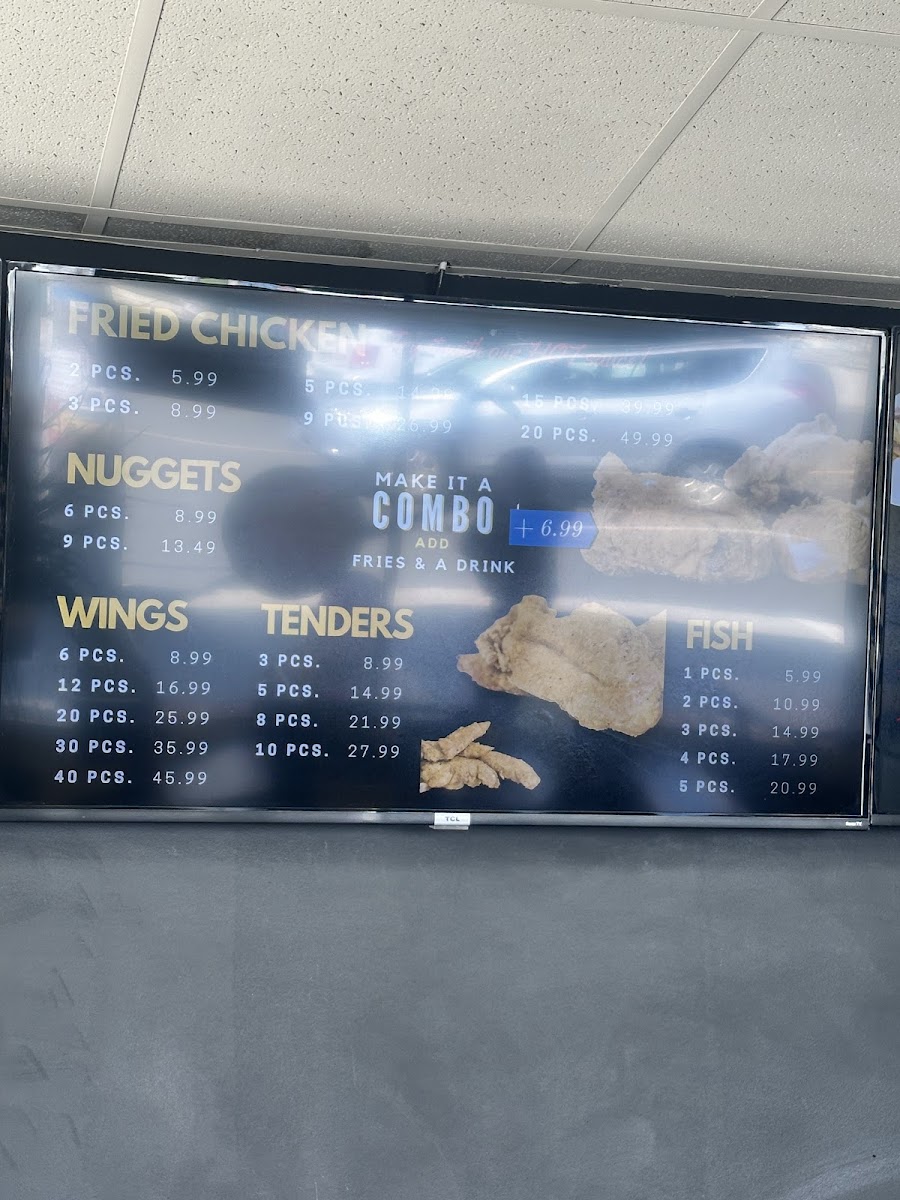 FRIED CHICKEN
2 PCS. 5.99
3 PCS. 8.99
5 PCS. 14.99
9 PCS. 26.99
15 PCS. 39.99
20 PCS. 49.99
NUGGETS
6 PCS. 8.99
9 PCS. 13.49
MAKE IT A
COMBO
ADD
FRIES & A DRINK
+ 6.99
WINGS
6 PCS. 8.99
12 PCS. 16.99
20 PCS. 25.99
30 PCS. 35.99
40 PCS. 45.99
TENDERS
3 PCS. 8.99
5 PCS. 14.99
8 PCS. 21.99
10 PCS. 27.99
FISH
1 PCS. 5.99
2 PCS. 10.99
3 PCS. 14.99
4 PCS. 17.99
5 PCS. 20.99
TCL